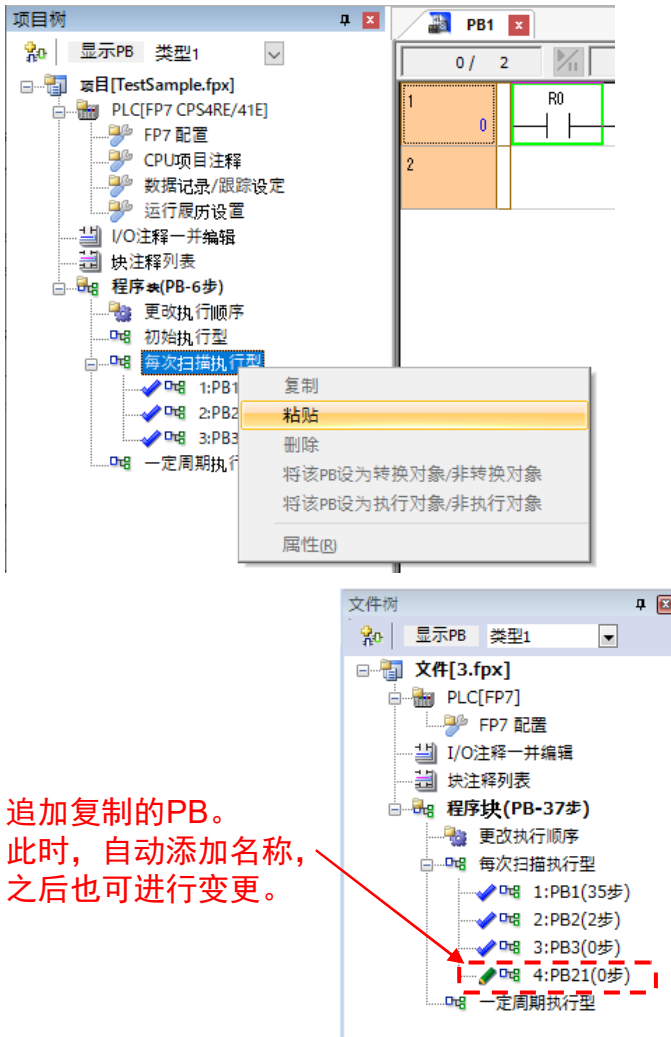 项目树
显示PB 类型1
项目[TestSample.fpx]
PLC[FP7 CPS4RE/41E]
FP7 配置
CPU项目注释
数据记录/跟踪设定
运行履历设置
I/O注释一并编辑
块注释列表
程序块(PB-6步)
更改执行顺序
初始执行型
每次扫描执行型
1:PB1
2:PB2
3:PB3
一定周期执行
PB1
0/ 2
1
0
R0
2
复制
粘贴
删除
将该PB设为转换对象/非转换对象
将该PB设为执行对象/非执行对象
属性(R)
文件树
显示PB 类型1
文件[3.fpx]
PLC[FP7]
FP7 配置
I/O注释一并编辑
块注释列表
程序块(PB-37步)
更改执行顺序
每次扫描执行型
1:PB1(35步)
2:PB2(2步)
3:PB3(0步)
4:PB21(0步)
一定周期执行型
追加复制的PB。
此时，自动添加名称，
之后也可进行变更。